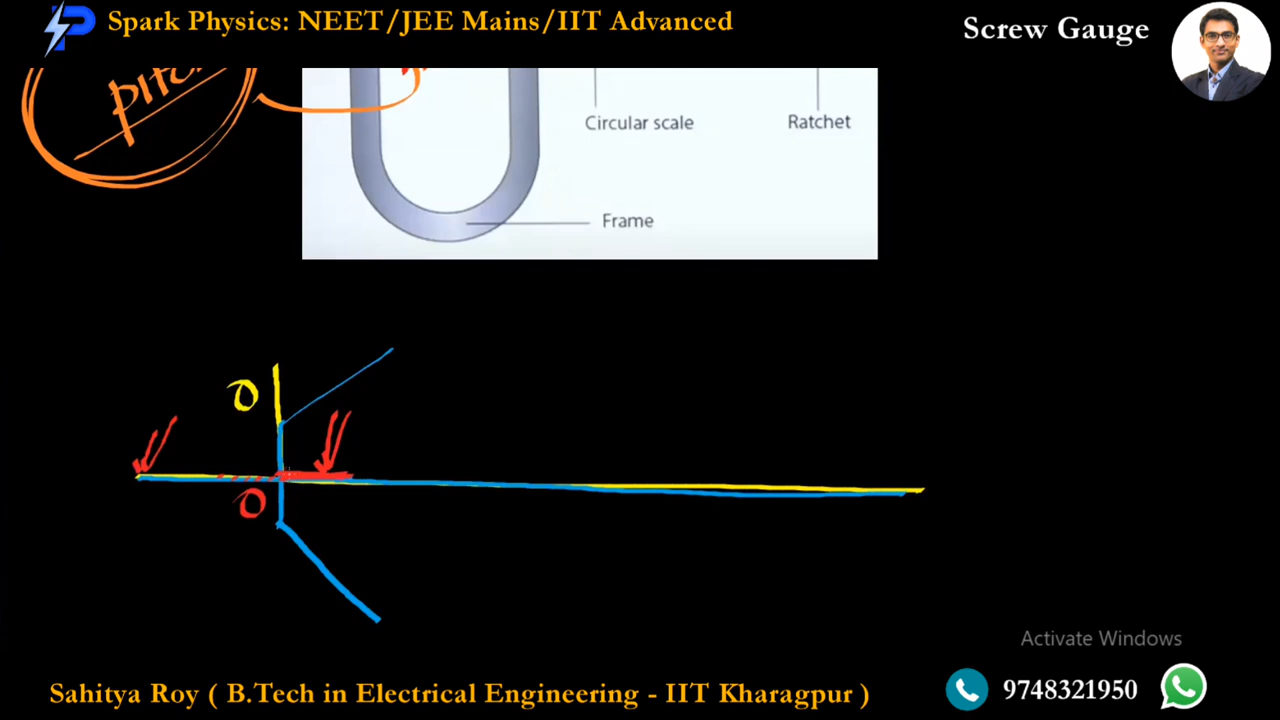 Spark Physics: NEET/JEE Mains/IIT Advanced
Screw Gauge
Circular scale
Ratchet
Frame
0
0
Activate Windows
Sahitya Roy ( B.Tech in Electrical Engineering - IIT Kharagpur )
9748321950